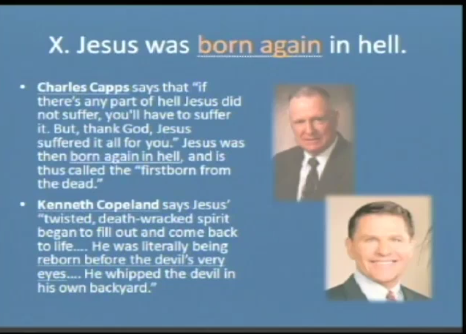 X. Jesus was born again in hell.
• Charles Capps says that "if
there's any part of hell Jesus did
not suffer, you'll have to suffer
it. But, thank God, Jesus
suffered it all for you." Jesus was
then born again in hell, and is
thus called the "firstborn from
the dead."
• Kenneth Copeland says Jesus'
"twisted, death-wracked spirit
began to fill out and come back
to life.... He was literally being
reborn before the devil's very
eyes.... He whipped the devil in
his own backyard."